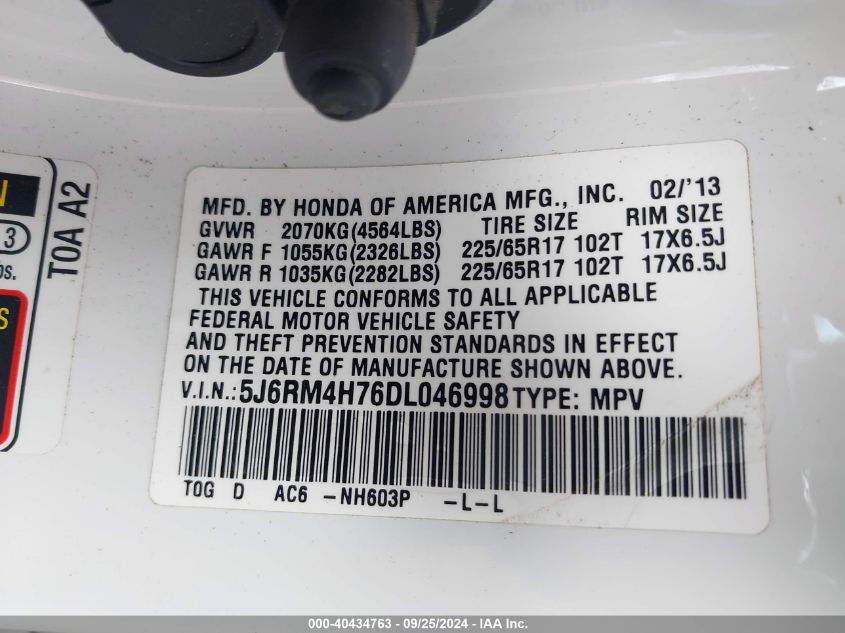 MFD. BY HONDA OF AMERICA MFG., INC. 02/'13
GVWR 2070KG(4564LBS) TIRE SIZE RIM SIZE
GAWR F 1055KG(2326LBS) 225/65R17 102T 17X6.5J
GAWR R 1035KG(2282LBS) 225/65R17 102T 17X6.5J
THIS VEHICLE CONFORMS TO ALL APPLICABLE
FEDERAL MOTOR VEHICLE SAFETY
AND THEFT PREVENTION STANDARDS IN EFFECT
ON THE DATE OF MANUFACTURE SHOWN ABOVE.
V.I.N.: 5J6RM4H76DL046998 TYPE: MPV
T0G D AC6 -NH603P -L-L
T0A A2
3
000-40434763 - 09/25/2024 - IAA Inc.